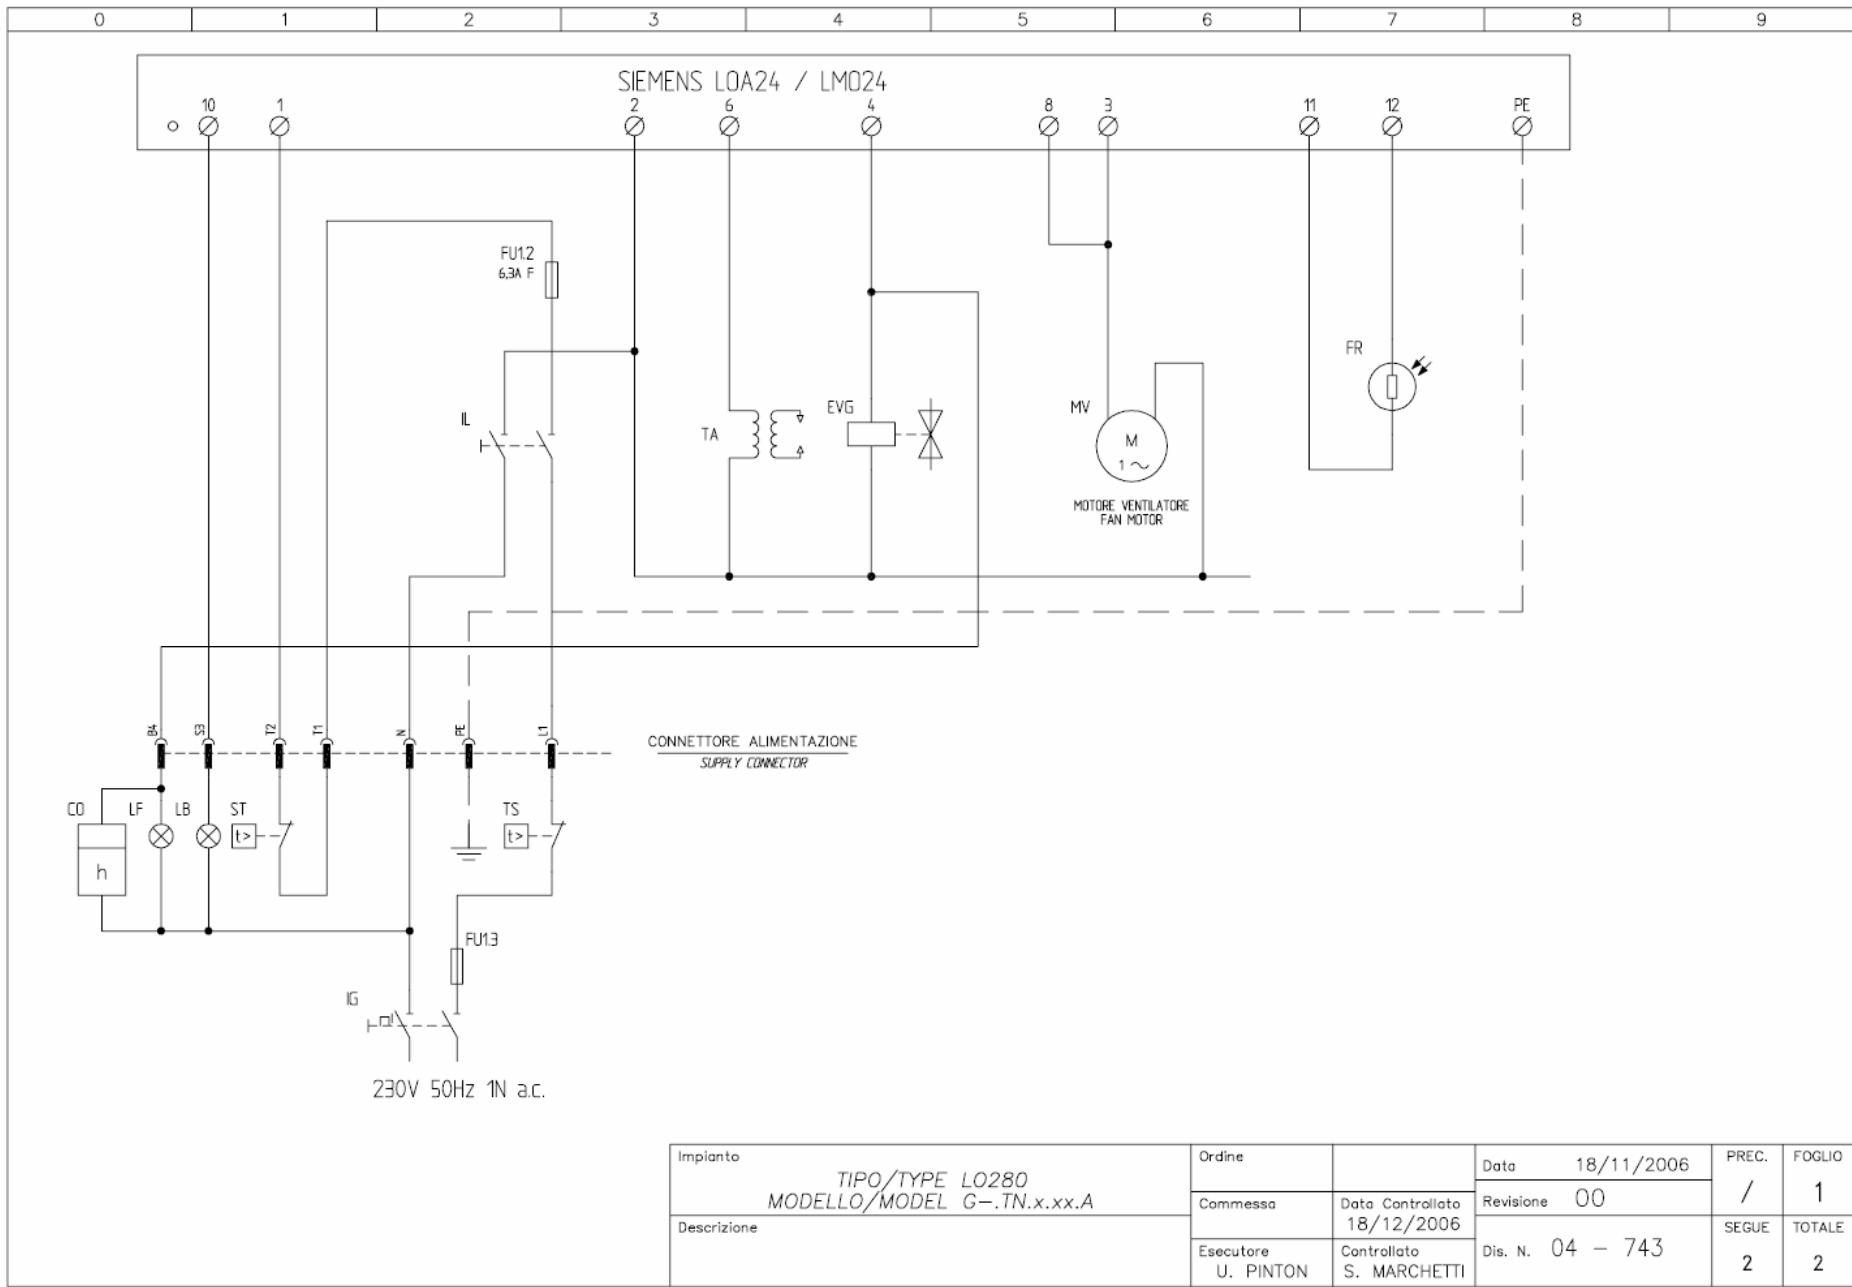 0 1 2 3 4 5 6 7 8 9
SIEMENS LOA24 / LMO24
10 1 2 6 4 8 3 11 12 PE
FU1.2
6,3A F
FR
IL
TA
EVG
MV
M
1~
MOTORE VENTILATORE
FAN MOTOR
B4 S3 T2 T1 N PE L1
CONNETTORE ALIMENTAZIONE
SUPPLY CONNECTOR
CO LF LB ST TS
t> t>
h
FU1.3
IG
230V 50Hz 1N a.c.
Impianto
TIPO/TYPE LO280
MODELLO/MODEL G-.TN.x.xx.A
Descrizione
Ordine
Commessa
Data Controllato
18/12/2006
Esecutore
U. PINTON
Controllato
S. MARCHETTI
Data 18/11/2006
Revisione 00
Dis. N. 04 - 743
PREC.
/
FOGLIO
1
SEGUE
2
TOTALE
2